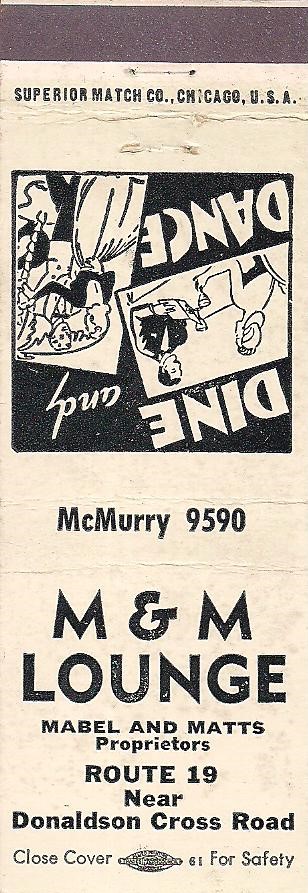 SUPERIOR MATCH CO., CHICAGO, U.S.A.
DINE
and
DANCE
McMurry 9590
M & M
LOUNGE
MABEL AND MATTS
Proprietors
ROUTE 19
Near
Donaldson Cross Road
Close Cover 61 For Safety